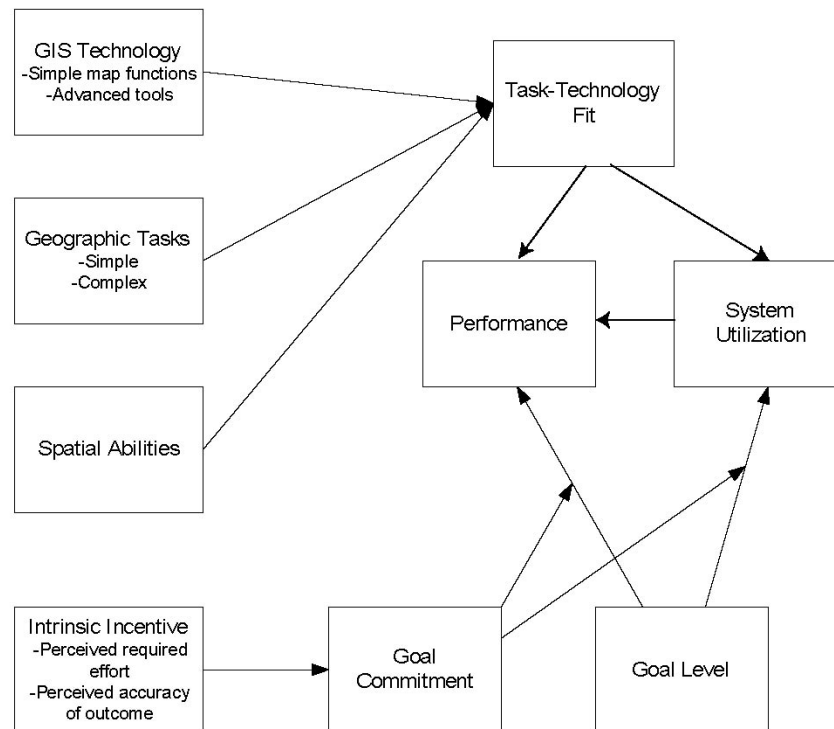 GIS Technology
-Simple map functions
-Advanced tools
Task-Technology
Fit
Geographic Tasks
-Simple
-Complex
Performance
System
Utilization
Spatial Abilities
Intrinsic Incentive
-Perceived required
effort
-Perceived accuracy
of outcome
Goal
Commitment
Goal Level